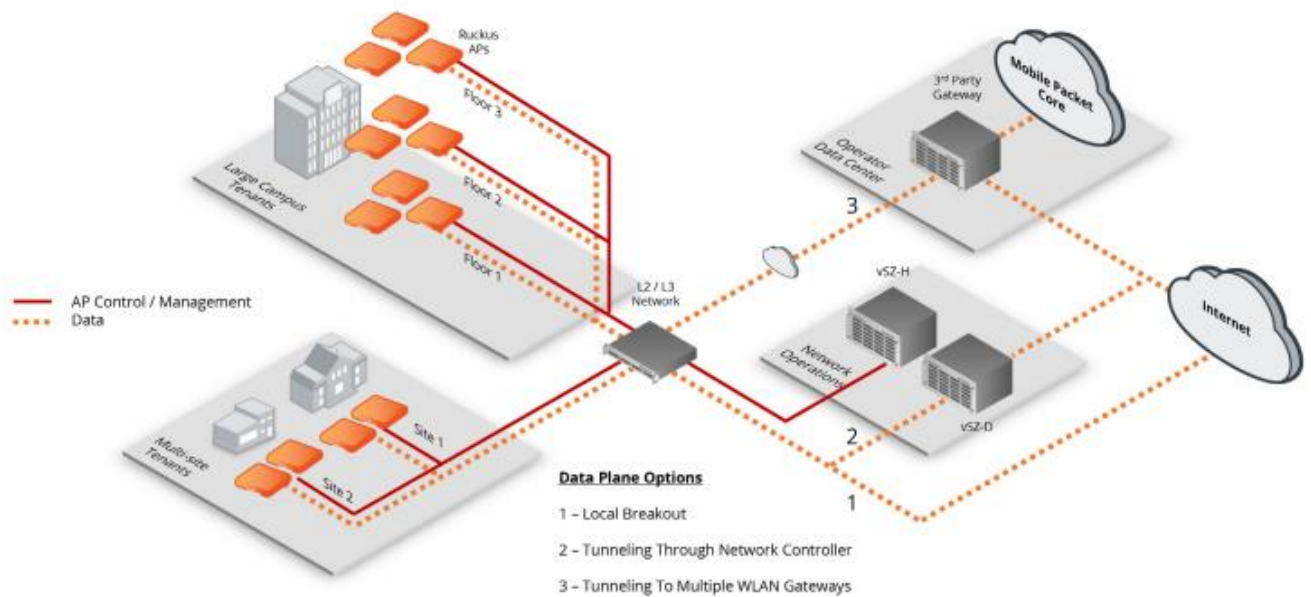 Ruckus
APs
Floor 3
Floor 2
Floor 1
Large Campus
Tenants
3rd Party
Gateway
Mobile Packet
Core
Operator
Data Center
3
L2 / L3
Network
vSZ-H
Internet
AP Control / Management
Data
Network
Operations
vSZ-D
2
1
Site 1
Site 2
Multi-site
Tenants
Data Plane Options
1 – Local Breakout
2 – Tunneling Through Network Controller
3 – Tunneling To Multiple WLAN Gateways